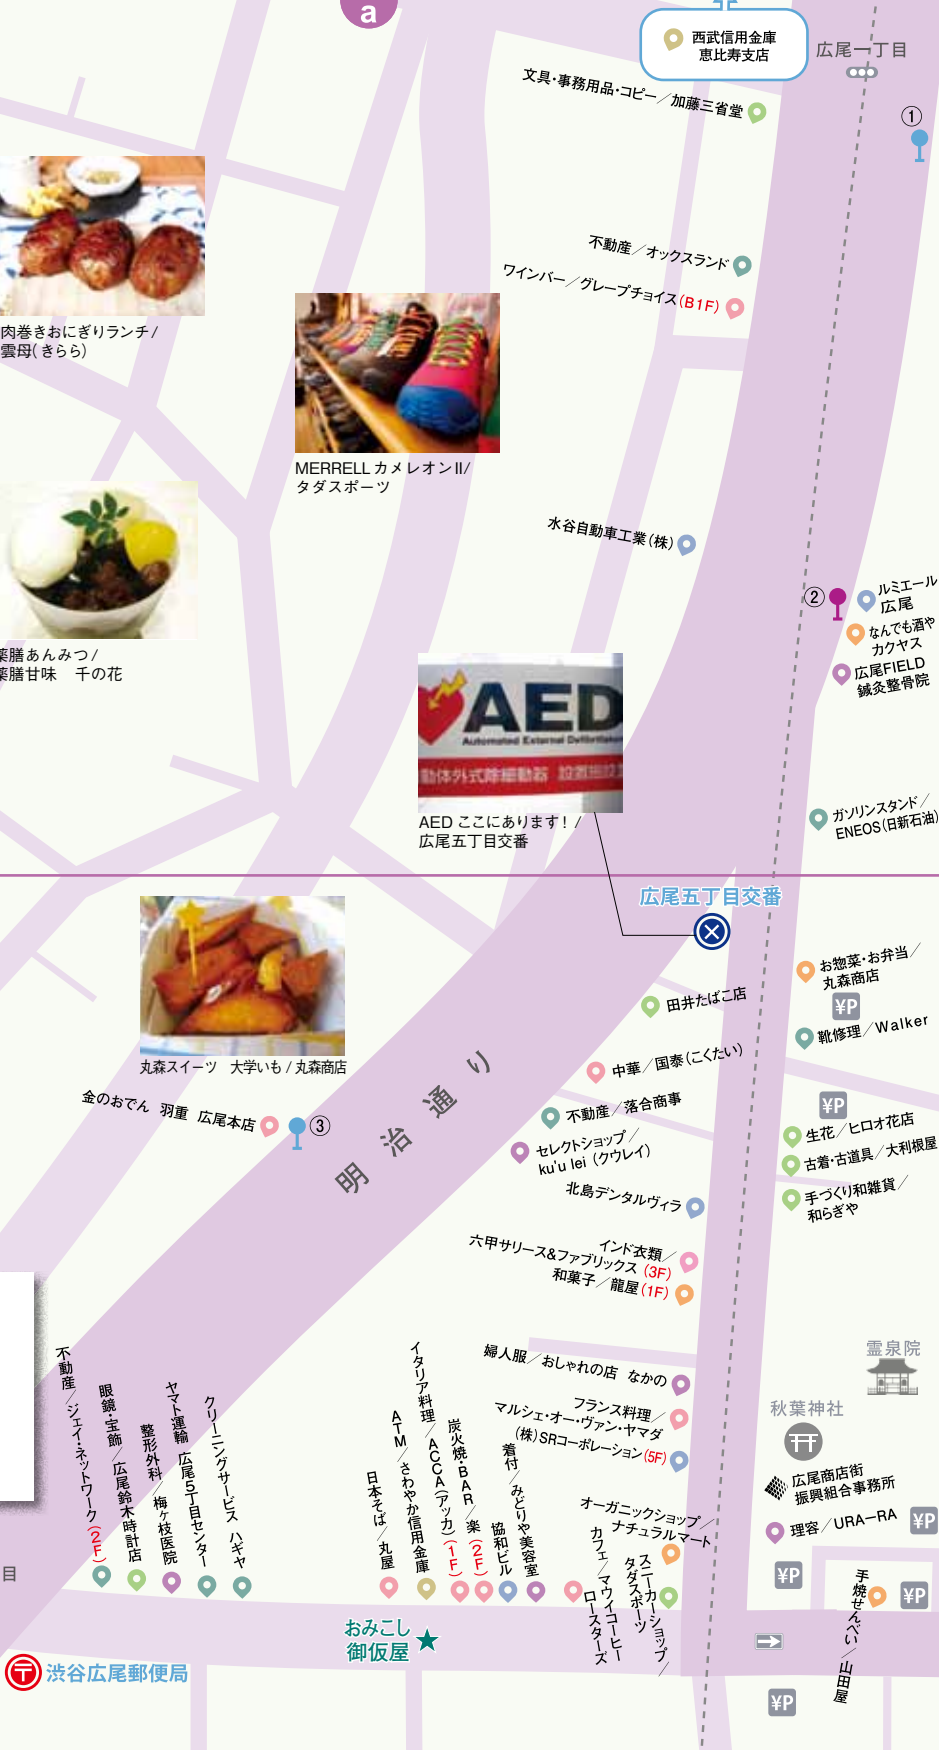 a
西武信用金庫
恵比寿支店
広尾一丁目
文具・事務用品・コピー／加藤三省堂
①
不動産／オックスランド
ワインバー／グレープチョイス(B1F)
肉巻きおにぎりランチ/
雲母(きらら)
MERRELL カメレオンII/
タダスポーツ
水谷自動車工業(株)
②
ルミエール
広尾
なんでも酒や
カクヤス
広尾FIELD
鍼灸整骨院
薬膳あんみつ/
薬膳甘味　千の花
AED
Automated External Defibrillator
動体外式除細動器 設置施設
AED ここにあります! /
広尾五丁目交番
ガソリンスタンド／
ENEOS(日新石油)
広尾五丁目交番
お惣菜・お弁当／
丸森商店
¥P
田井たばこ店
靴修理／Walker
丸森スイーツ　大学いも / 丸森商店
中華／国泰(こくたい)
金のおでん　羽重　広尾本店
③
明治通り
不動産／落合商事
¥P
生花／ヒロオ花店
セレクトショップ／
ku'u lei (クウレイ)
古着・古道具／大利根屋
北島デンタルヴィラ
手づくり和雑貨／
和らぎや
インド衣類／
六甲サリース&ファブリックス (3F)
和菓子／龍屋(1F)
婦人服／おしゃれの店　なかの
霊泉院
フランス料理／
マルシェ・オー・ヴァン・ヤマダ
(株)SRコーポレーション(5F)
秋葉神社
広尾商店街
振興組合事務所
理容／URA-RA
¥P
オーガニックショップ／
ナチュラルマート
¥P
¥P
不動産／ジェイ・ネットワーク(2F)
眼鏡・宝飾／広尾鈴木時計店
整形外科／梅ヶ枝医院
ヤマト運輸 広尾5丁目センター
クリーニングサービス ハギヤ
日本そば／丸屋
ATM／さわやか信用金庫
イタリア料理／ACCA(アッカ)(1F)
炭火焼・BAR／楽(2F)
協和ビル
着付／みどりや美容室
カフェ／マウイコーヒー
ロースターズ
スニーカーショップ／
タダスポーツ
手焼せんべい／山田屋
目
おみこし
御仮屋
渋谷広尾郵便局
¥P